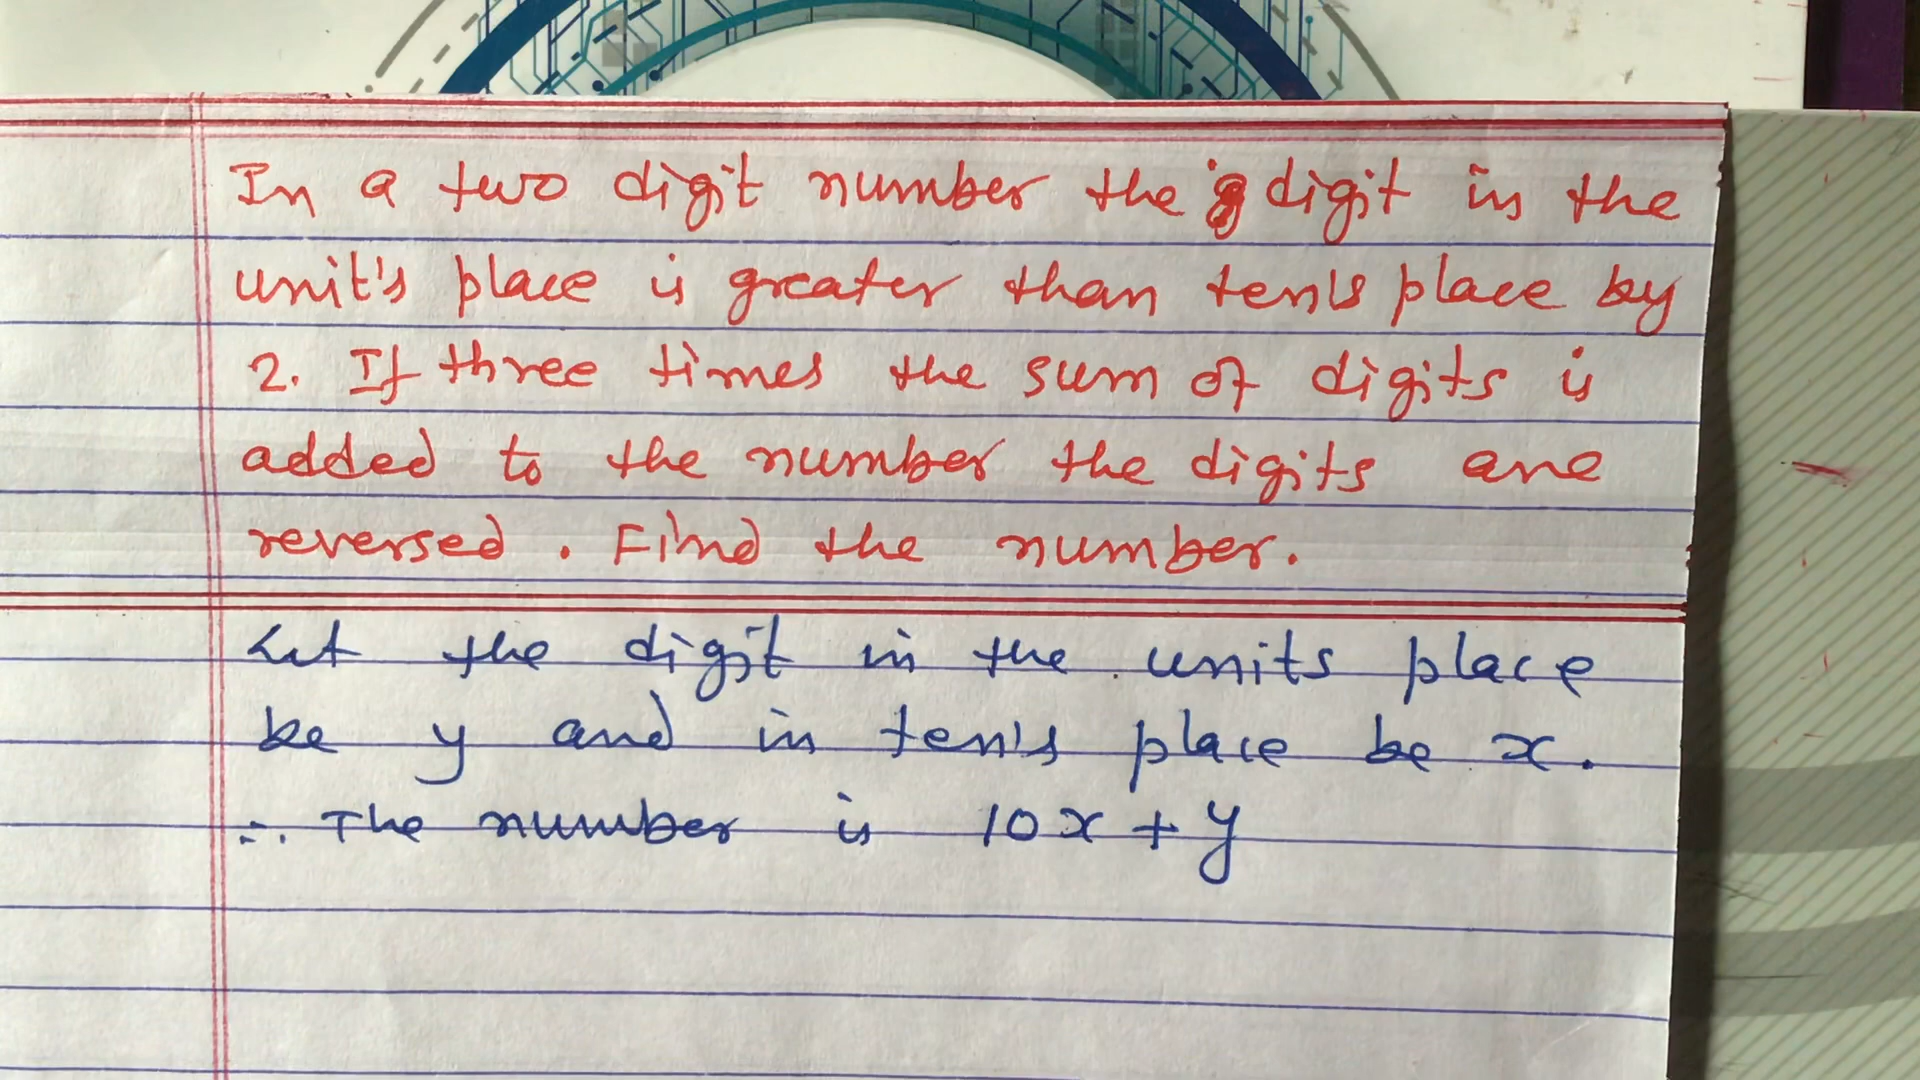 In a two digit number the digit in the
unit's place is greater than ten's place by
2. If three times the sum of digits is
added to the number the digits are
reversed. Find the number.
Let the digit in the units place
be y and in ten's place be x.
∴ The number is 10x + y